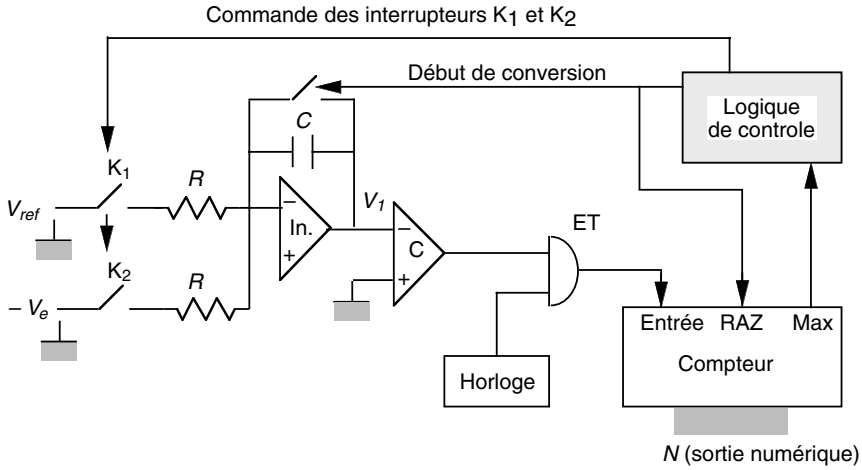 Commande des interrupteurs K1 et K2
Début de conversion
Logique
de controle
C
K1
R
Vref
In.
−
+
V1
−
C
+
ET
K2
R
− Ve
Entrée RAZ Max
Compteur
Horloge
N (sortie numérique)